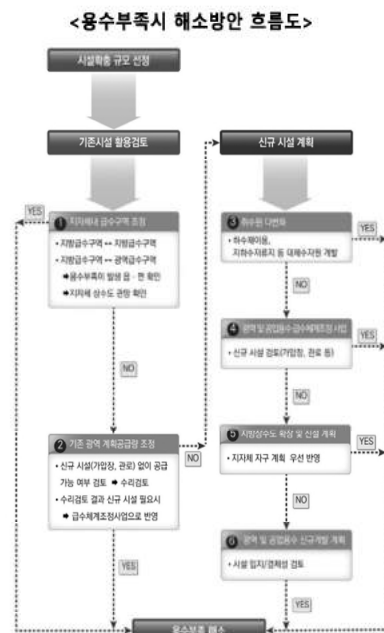 <용수부족시 해소방안 흐름도>
시설확충 규모 선정
기존시설 활용검토
YES
1 지자체내 급수구역 조정
• 지방급수구역 ↔ 지방급수구역
• 지방급수구역 ↔ 광역급수구역
➡용수부족이 발생 읍·면 확인
➡지자체 상수도 관망 확인
NO
2 기존 광역 계획공급량 조정
• 신규 시설(가압장, 관로) 없이 공급
가능 여부 검토 ➡ 수리검토
• 수리검토 결과 신규 시설 필요시
➡ 급수체계조정사업으로 반영
NO
YES
신규 시설 계획
3 취수원 다변화
• 하수재이용,
지하수저류지 등 대체수자원 개발
YES
NO
4 광역 및 공업용수 급수체계조정 사업
• 신규 시설 검토(가압장, 관로 등)
YES
NO
5 지방상수도 확장 및 신설 계획
• 지자체 자구 계획 우선 반영
YES
NO
6 광역 및 공업용수 신규개발 계획
• 시설 입지/경제성 검토
YES
용수부족 해소